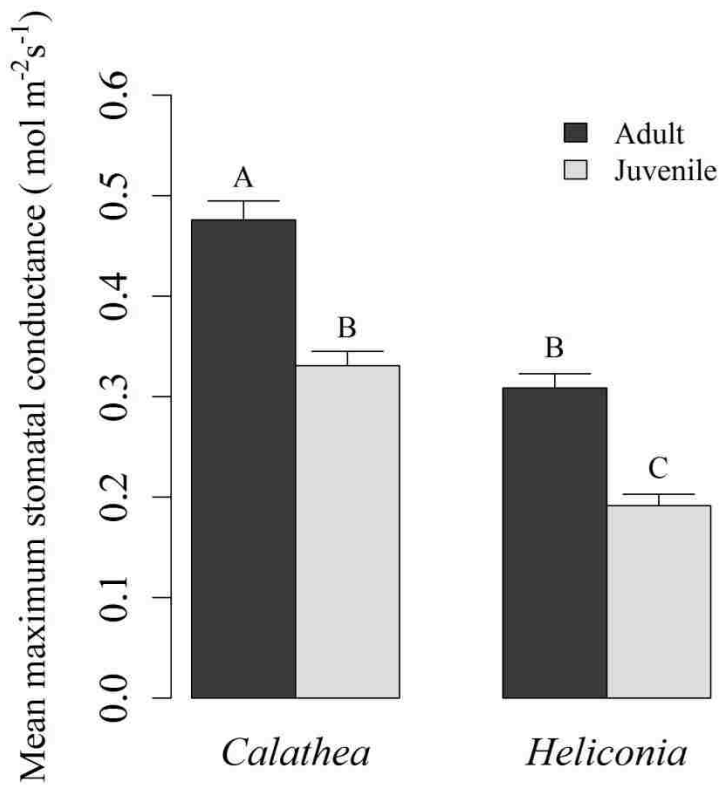 Mean maximum stomatal conductance ( mol m⁻²s⁻¹)
0.6
0.5
0.4
0.3
0.2
0.1
0.0
Adult
Juvenile
A
B
B
C
Calathea
Heliconia